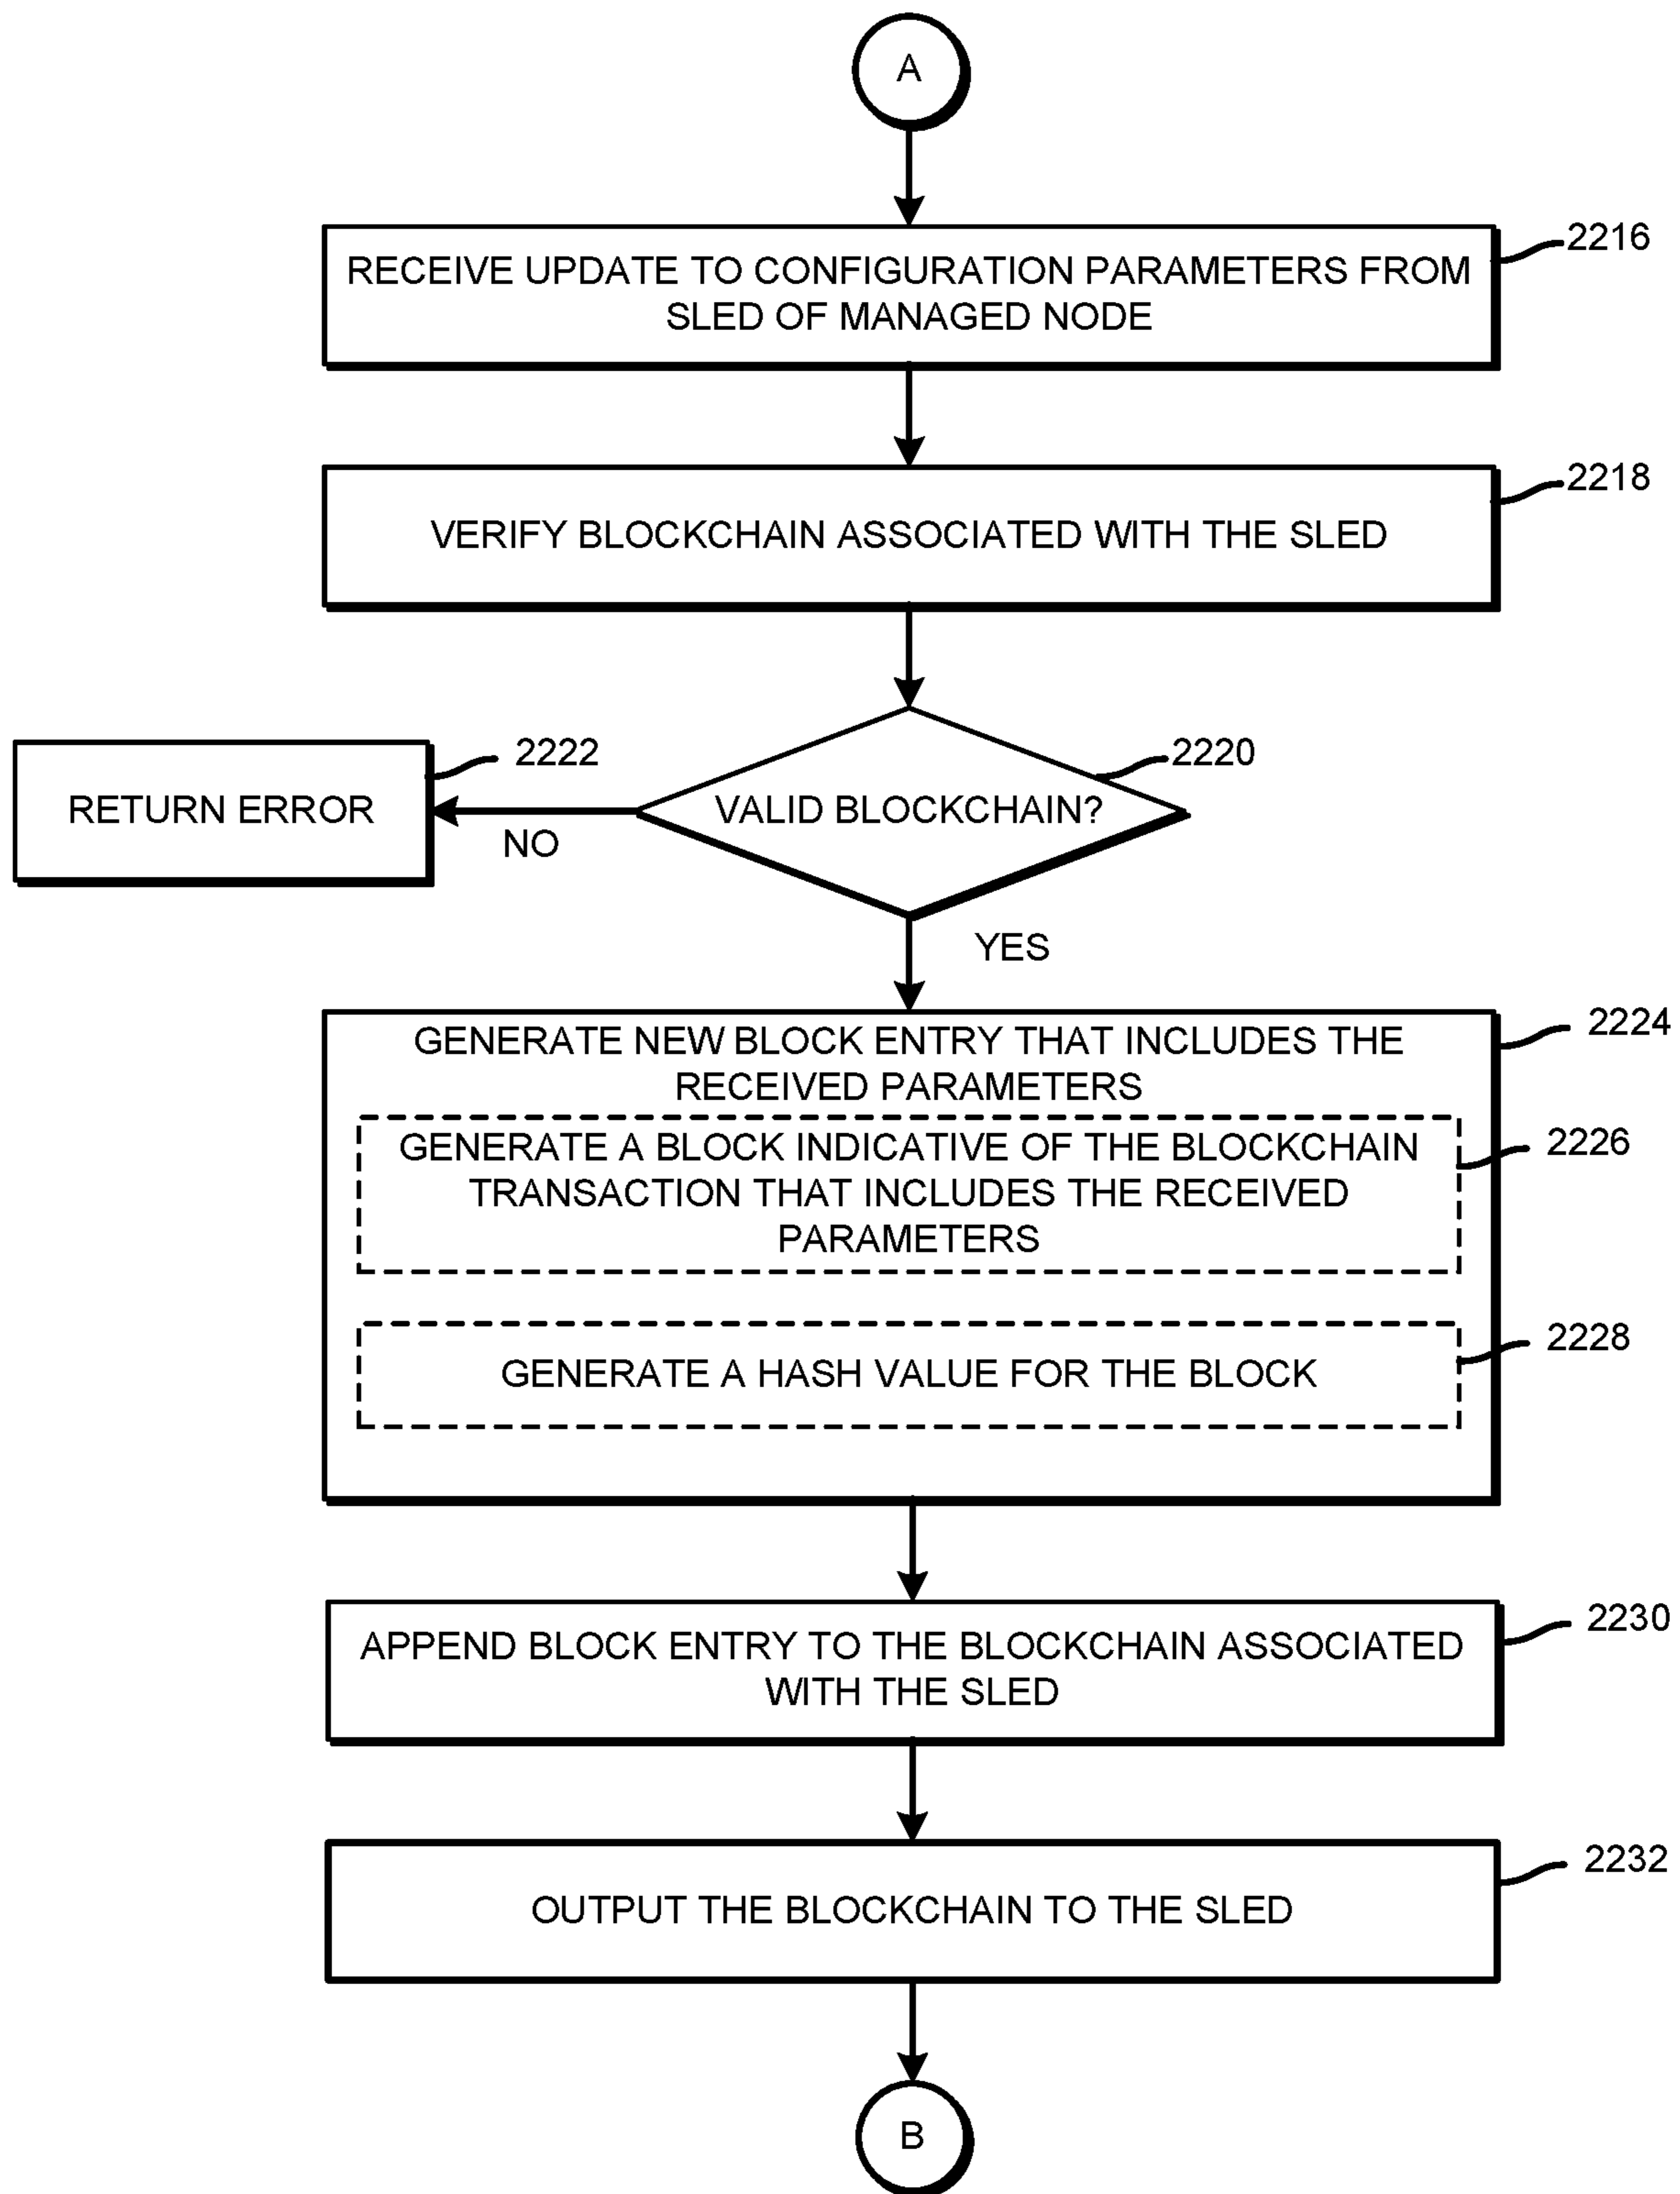 A
2216
RECEIVE UPDATE TO CONFIGURATION PARAMETERS FROM
SLED OF MANAGED NODE
2218
VERIFY BLOCKCHAIN ASSOCIATED WITH THE SLED
2222
2220
RETURN ERROR
VALID BLOCKCHAIN?
NO
YES
2224
GENERATE NEW BLOCK ENTRY THAT INCLUDES THE
RECEIVED PARAMETERS
2226
GENERATE A BLOCK INDICATIVE OF THE BLOCKCHAIN
TRANSACTION THAT INCLUDES THE RECEIVED
PARAMETERS
2228
GENERATE A HASH VALUE FOR THE BLOCK
2230
APPEND BLOCK ENTRY TO THE BLOCKCHAIN ASSOCIATED
WITH THE SLED
2232
OUTPUT THE BLOCKCHAIN TO THE SLED
B